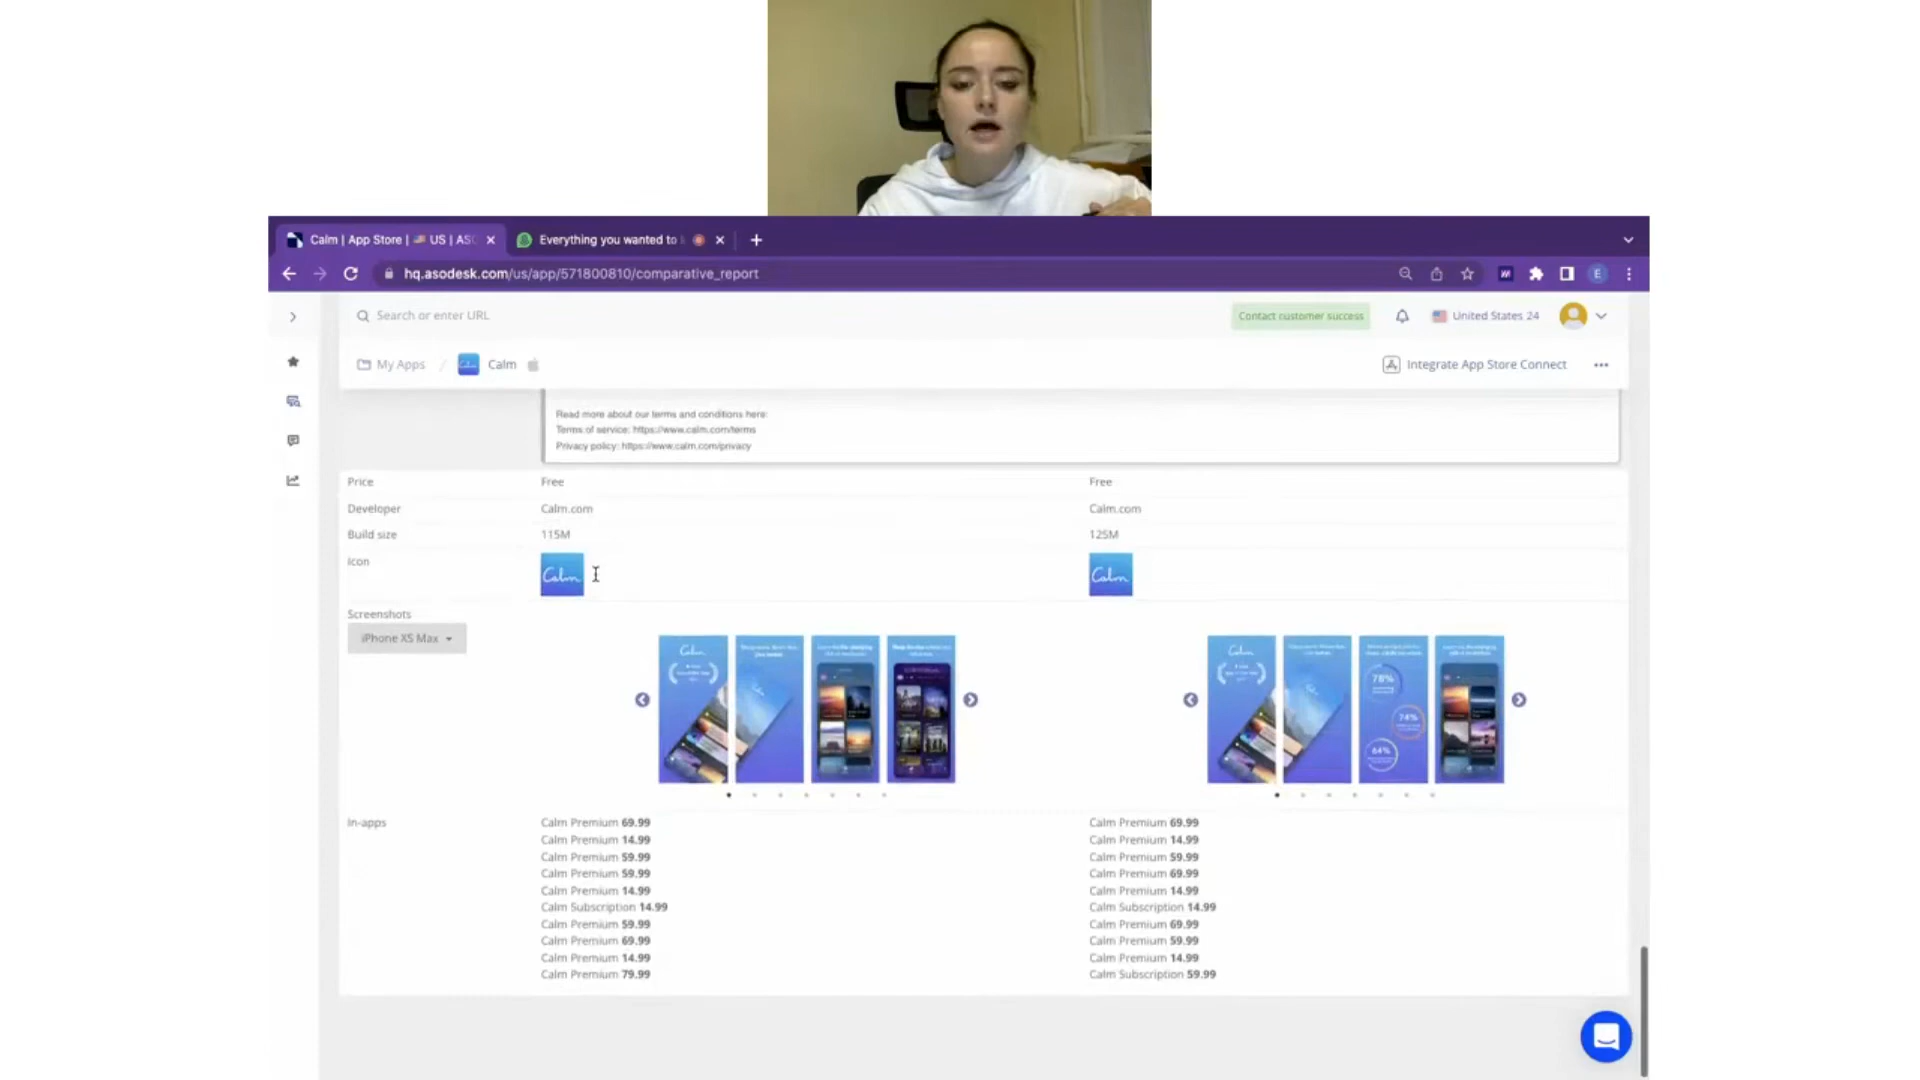 Calm | App Store | US | ASO
Everything you wanted to
hq.asodesk.com/us/app/571800810/comparative_report
E
Search or enter URL
Contact customer success
United States 24
My Apps / Calm
Integrate App Store Connect
Read more about our terms and conditions here:
Terms of service: https://www.calm.com/terms
Privacy policy: https://www.calm.com/privacy
Price Free Free
Developer Calm.com Calm.com
Build size 115M 125M
Icon
Calm Calm
Screenshots
iPhone XS Max
Calm Calm
78%
74%
64%
In-apps
Calm Premium 69.99 Calm Premium 69.99
Calm Premium 14.99 Calm Premium 14.99
Calm Premium 59.99 Calm Premium 59.99
Calm Premium 59.99 Calm Premium 69.99
Calm Premium 14.99 Calm Premium 14.99
Calm Subscription 14.99 Calm Subscription 14.99
Calm Premium 59.99 Calm Premium 69.99
Calm Premium 69.99 Calm Premium 59.99
Calm Premium 14.99 Calm Premium 14.99
Calm Premium 79.99 Calm Subscription 59.99